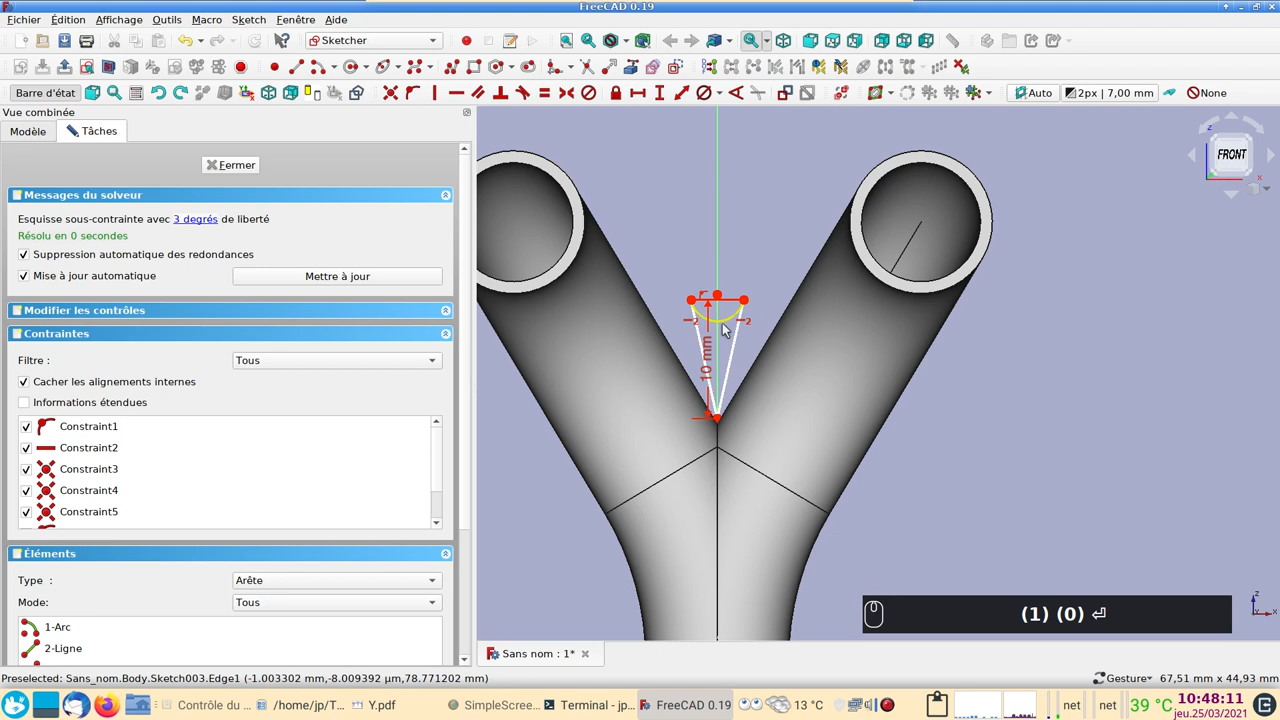 FreeCAD 0.19
Fichier Édition Affichage Outils Macro Sketch Fenêtre Aide
Sketcher
Barre d'état
Auto
2px | 7,00 mm
None
Vue combinée
Modèle
Tâches
Fermer
Messages du solveur
Esquisse sous-contrainte avec 3 degrés de liberté
Résolu en 0 secondes
Suppression automatique des redondances
Mise à jour automatique
Mettre à jour
Modifier les contrôles
Contraintes
Filtre :
Tous
Cacher les alignements internes
Informations étendues
Constraint1
Constraint2
Constraint3
Constraint4
Constraint5
Éléments
Type :
Arête
Mode:
Tous
1-Arc
2-Ligne
z
FRONT
x
2
2
10 mm
(1) (0) ⏎
z
x
Sans nom : 1*
Preselected: Sans_nom.Body.Sketch003.Edge1 (-1.003302 mm, -8.009392 µm,78.771202 mm)
Gesture
67,51 mm x 44,93 mm
Contrôle du ...
/home/jp/T...
Y.pdf
SimpleScree...
Terminal - jp...
FreeCAD 0.19
13 °C
net
net
39 °C
10:48:11
jeu.25/03/2021